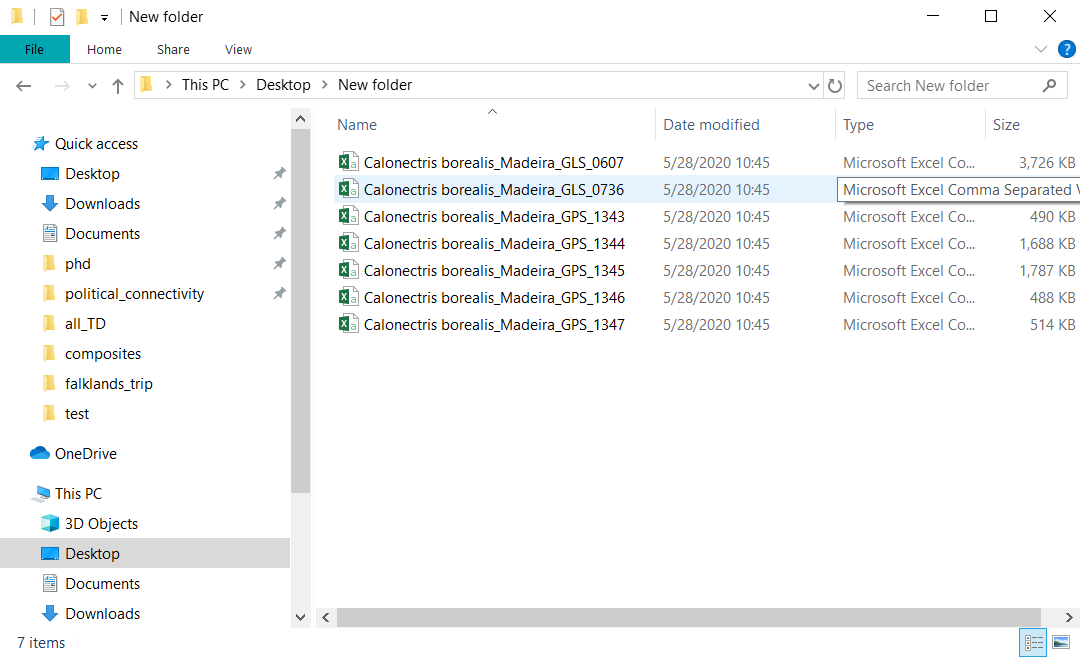 New folder
File Home Share View
?
This PC Desktop New folder
Search New folder
Name Date modified Type Size
Quick access
Desktop
Downloads
Documents
phd
political_connectivity
all_TD
composites
falklands_trip
test
OneDrive
This PC
3D Objects
Desktop
Documents
Downloads
Calonectris borealis_Madeira_GLS_0607 5/28/2020 10:45 Microsoft Excel Co... 3,726 KB
Calonectris borealis_Madeira_GLS_0736 5/28/2020 10:45 Microsoft Excel Comma Separated V
Calonectris borealis_Madeira_GPS_1343 5/28/2020 10:45 Microsoft Excel Co... 490 KB
Calonectris borealis_Madeira_GPS_1344 5/28/2020 10:45 Microsoft Excel Co... 1,688 KB
Calonectris borealis_Madeira_GPS_1345 5/28/2020 10:45 Microsoft Excel Co... 1,787 KB
Calonectris borealis_Madeira_GPS_1346 5/28/2020 10:45 Microsoft Excel Co... 488 KB
Calonectris borealis_Madeira_GPS_1347 5/28/2020 10:45 Microsoft Excel Co... 514 KB
7 items